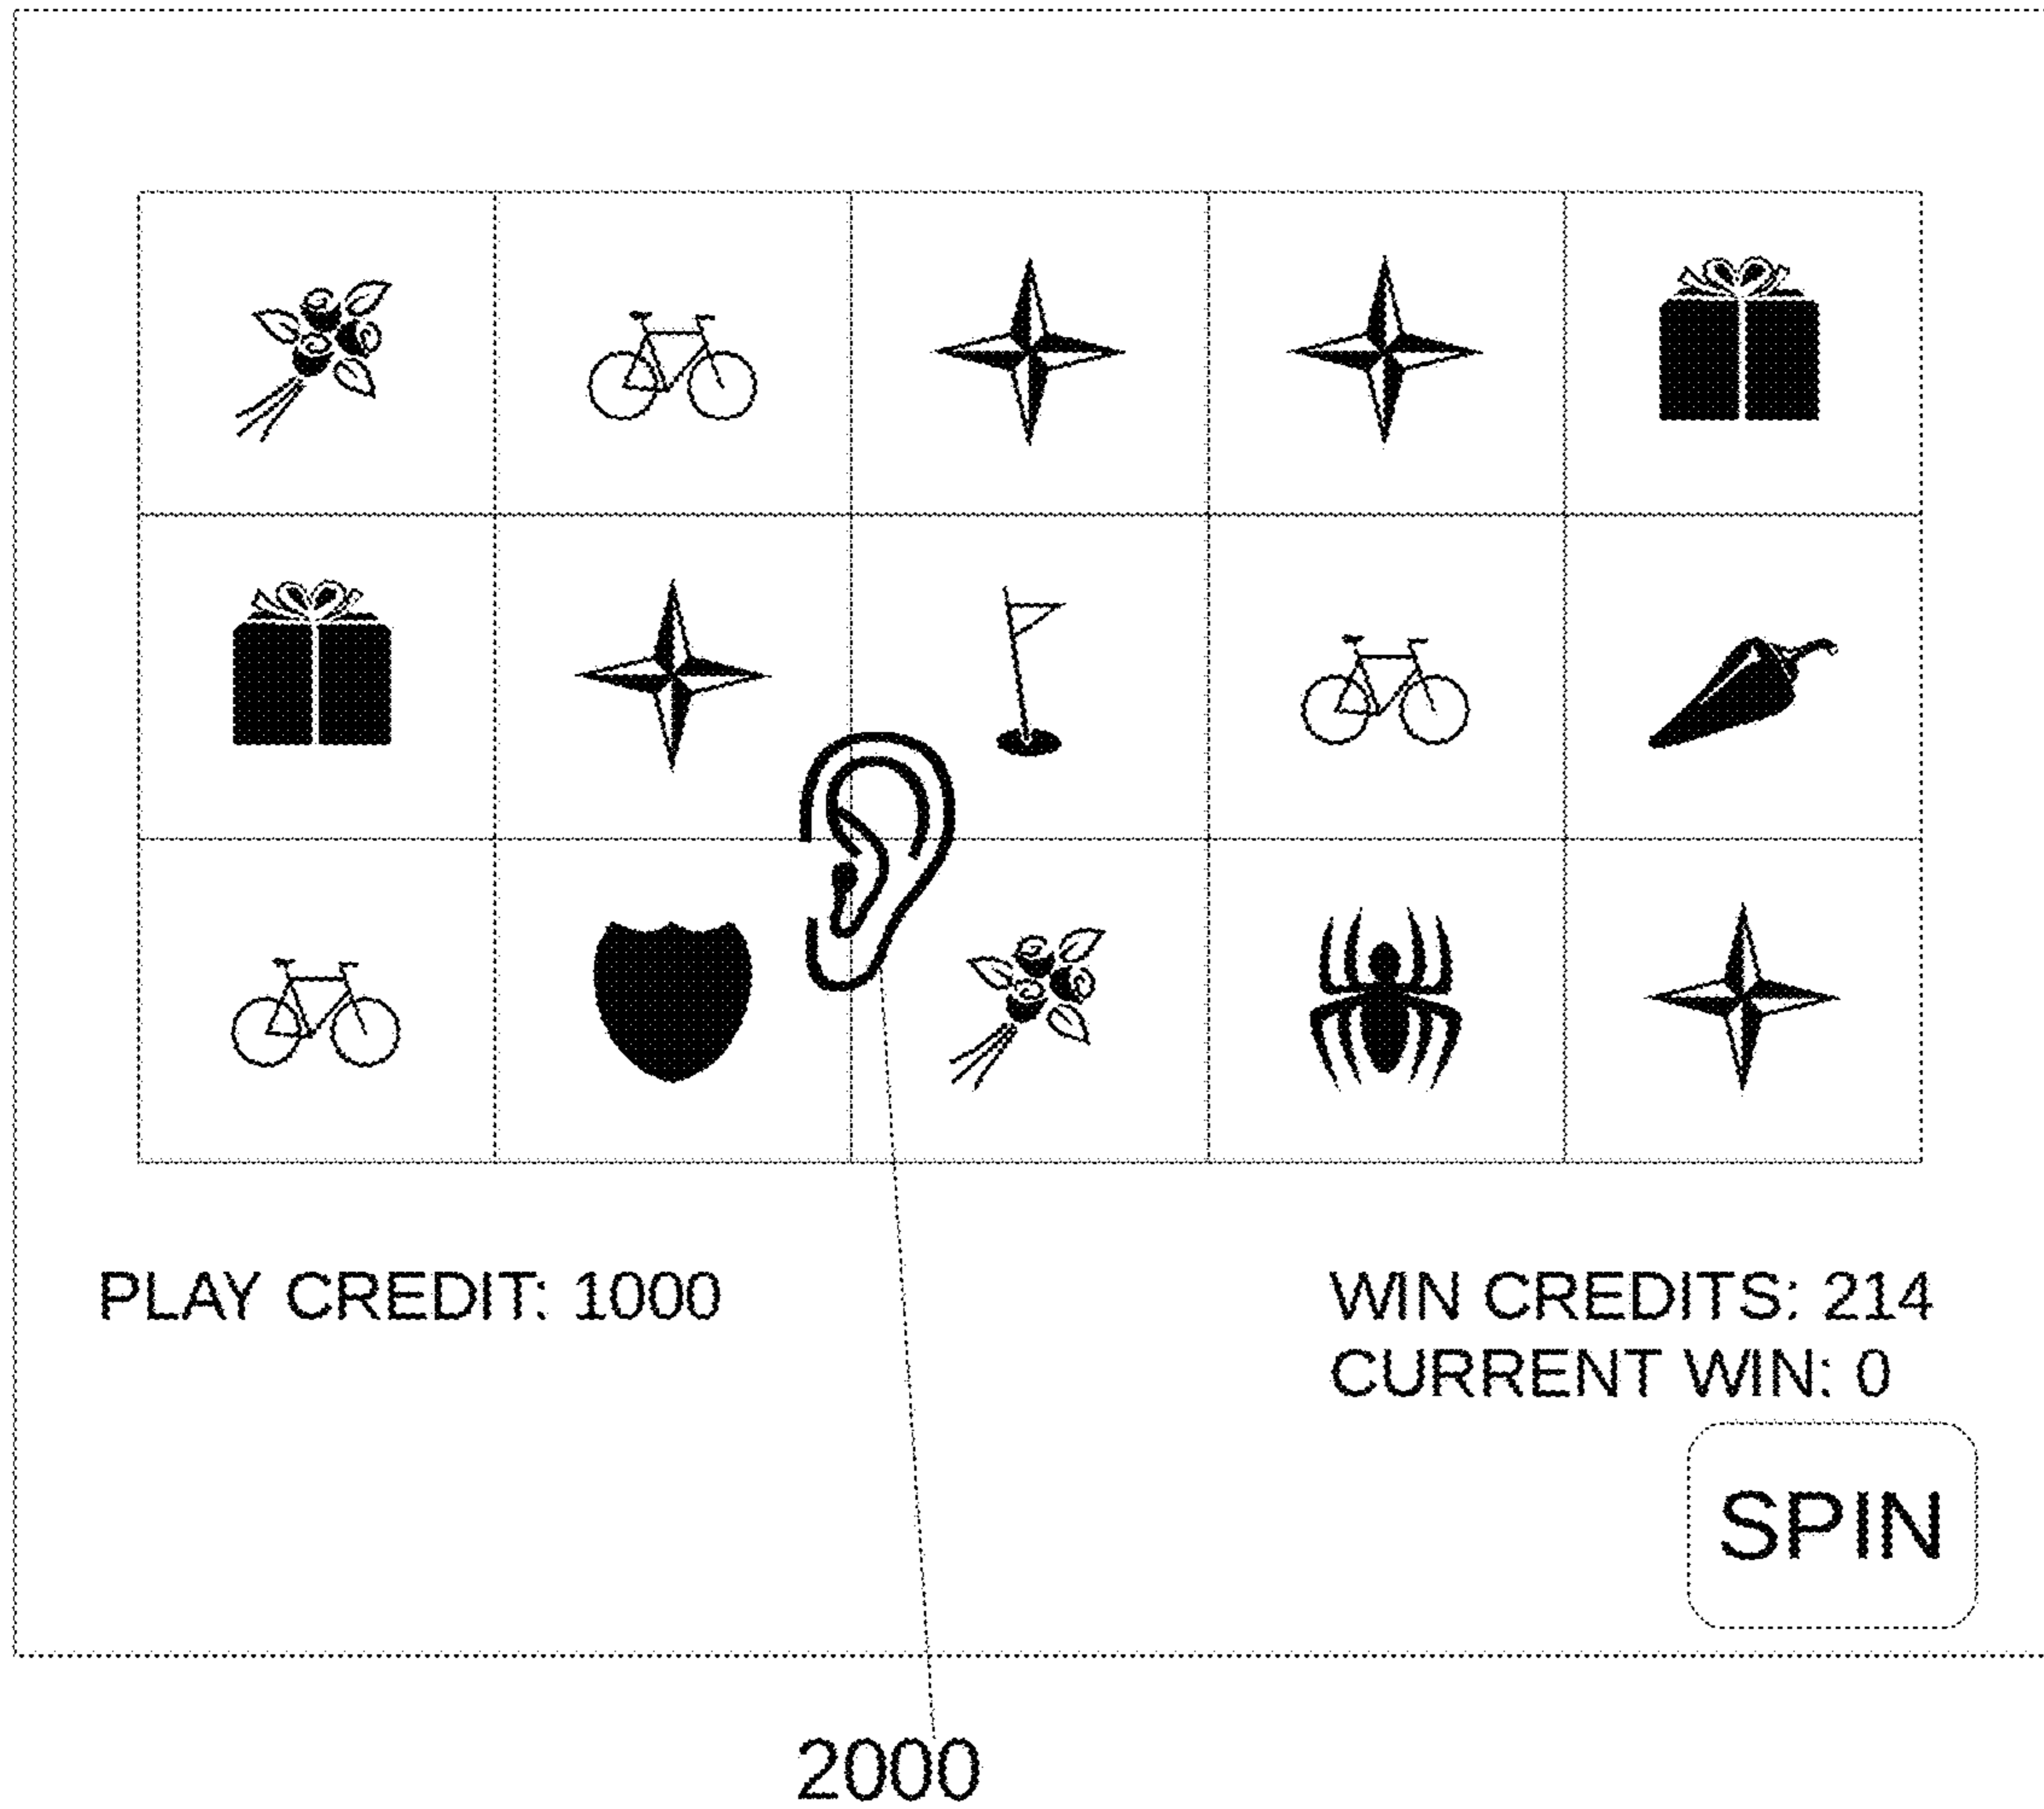 PLAY CREDIT: 1000
WIN CREDITS: 214
CURRENT WIN: 0
SPIN
2000